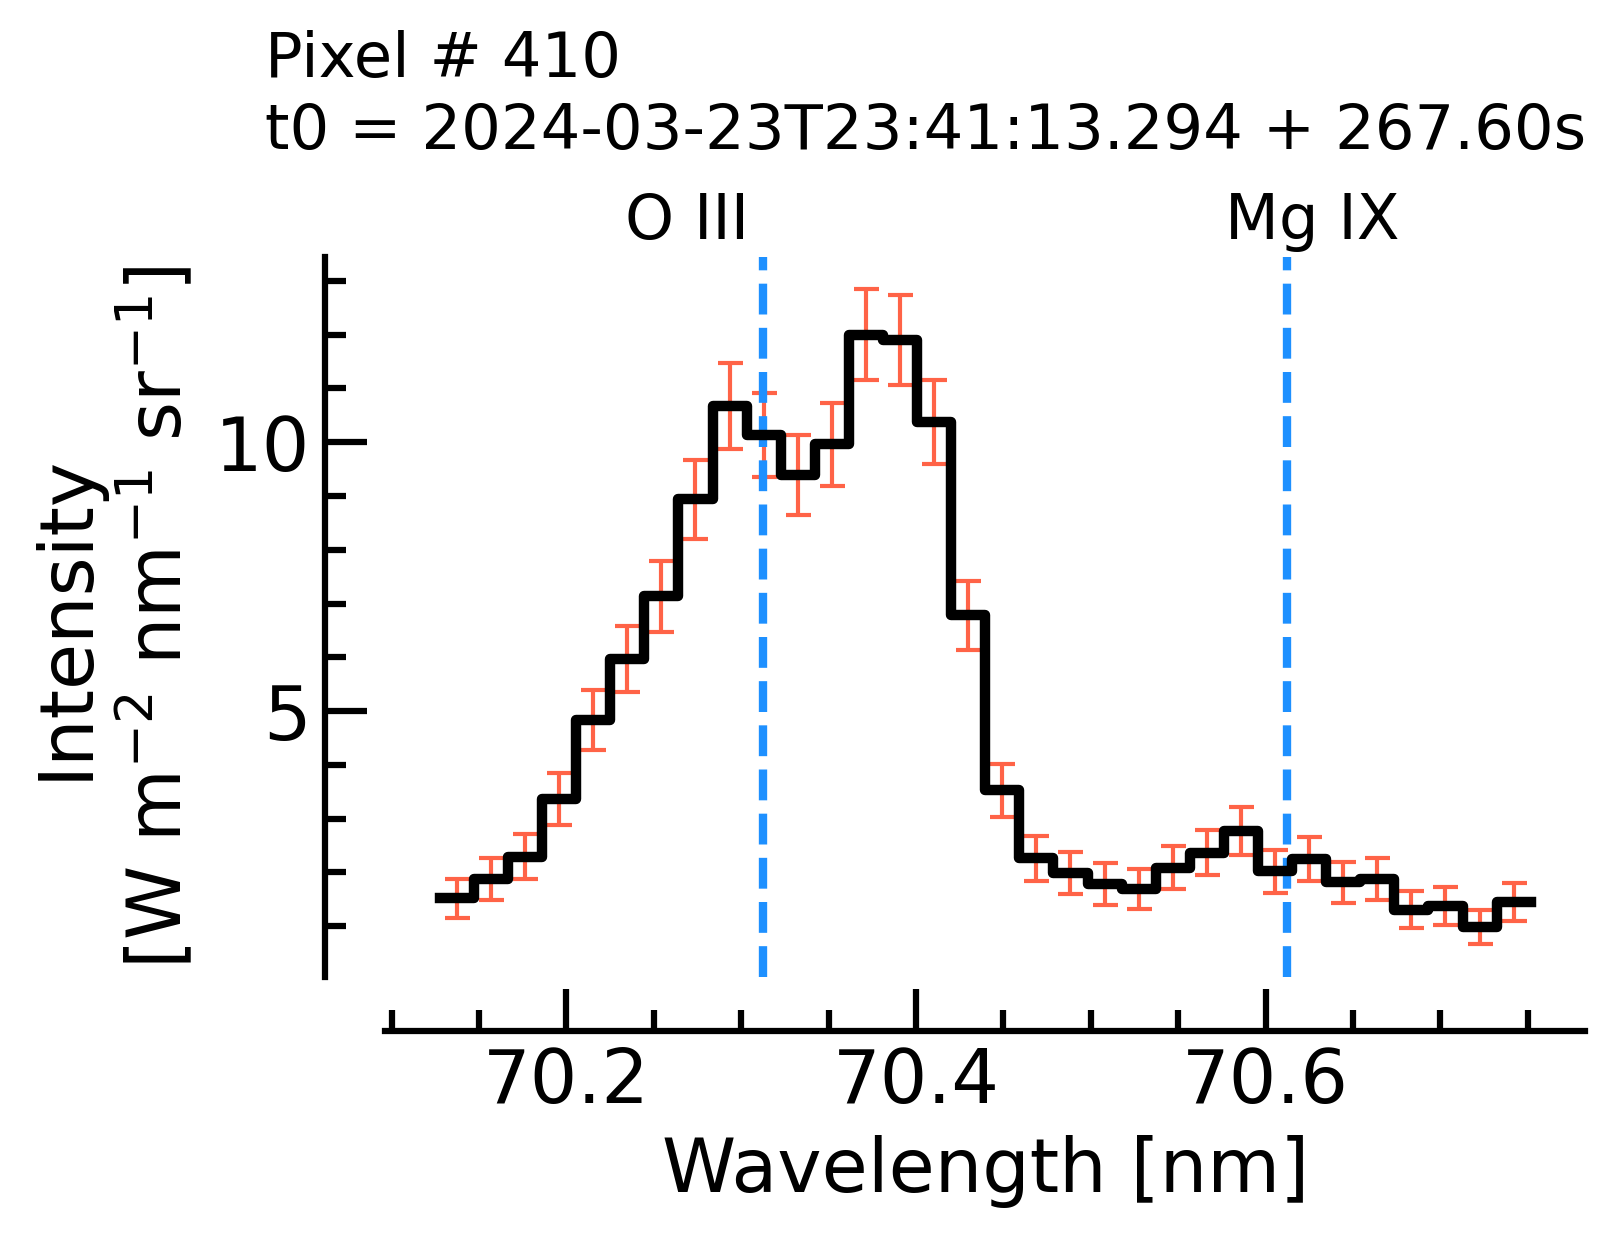 Pixel # 410
t0 = 2024-03-23T23:41:13.294 + 267.60s
O III
Mg IX
Intensity
[W m⁻² nm⁻¹ sr⁻¹]
10
5
70.2
70.4
70.6
Wavelength [nm]